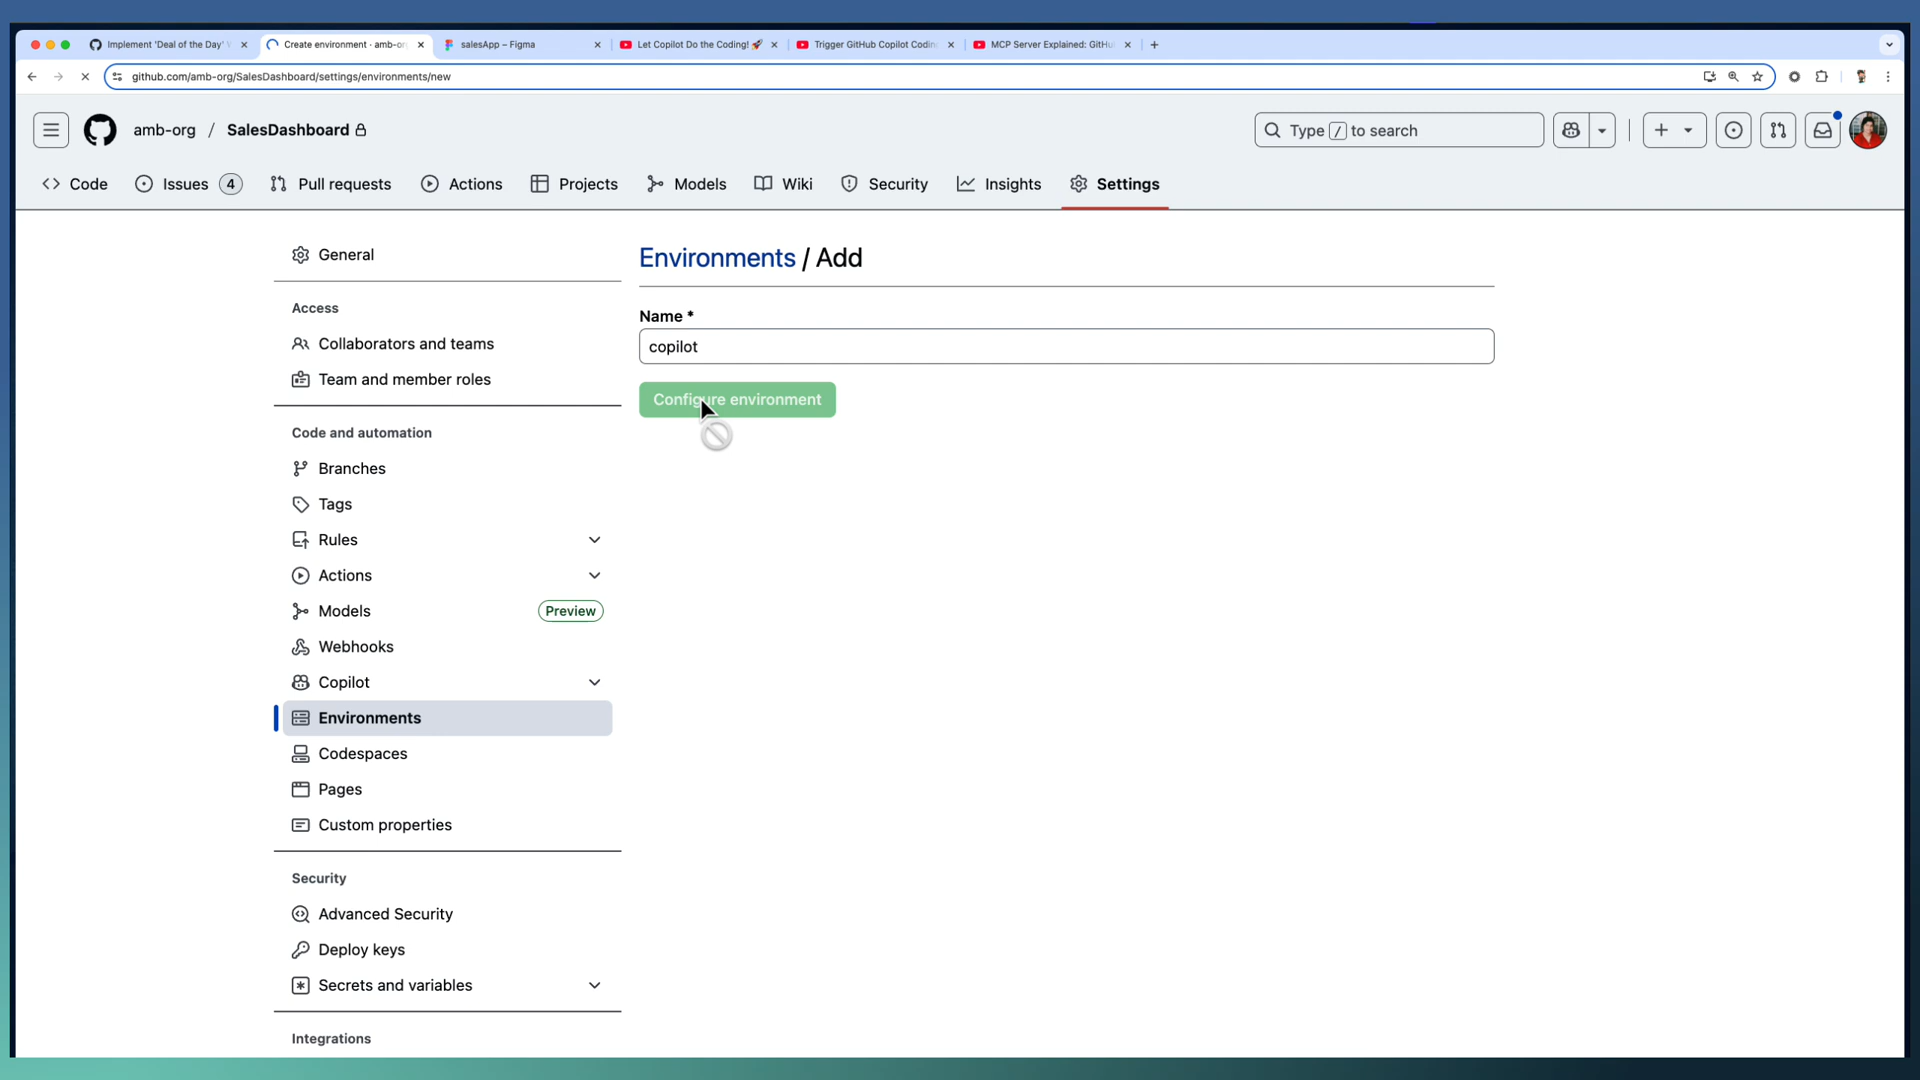 Implement 'Deal of the Day'
Create environment · amb-or
salesApp – Figma
Let Copilot Do the Coding! 🚀
Trigger GitHub Copilot Codin
MCP Server Explained: GitHu
github.com/amb-org/SalesDashboard/settings/environments/new
amb-org / SalesDashboard
Type / to search
Code
Issues 4
Pull requests
Actions
Projects
Models
Wiki
Security
Insights
Settings
General
Access
Collaborators and teams
Team and member roles
Code and automation
Branches
Tags
Rules
Actions
Models Preview
Webhooks
Copilot
Environments
Codespaces
Pages
Custom properties
Security
Advanced Security
Deploy keys
Secrets and variables
Integrations
Environments / Add
Name *
copilot
Configure environment